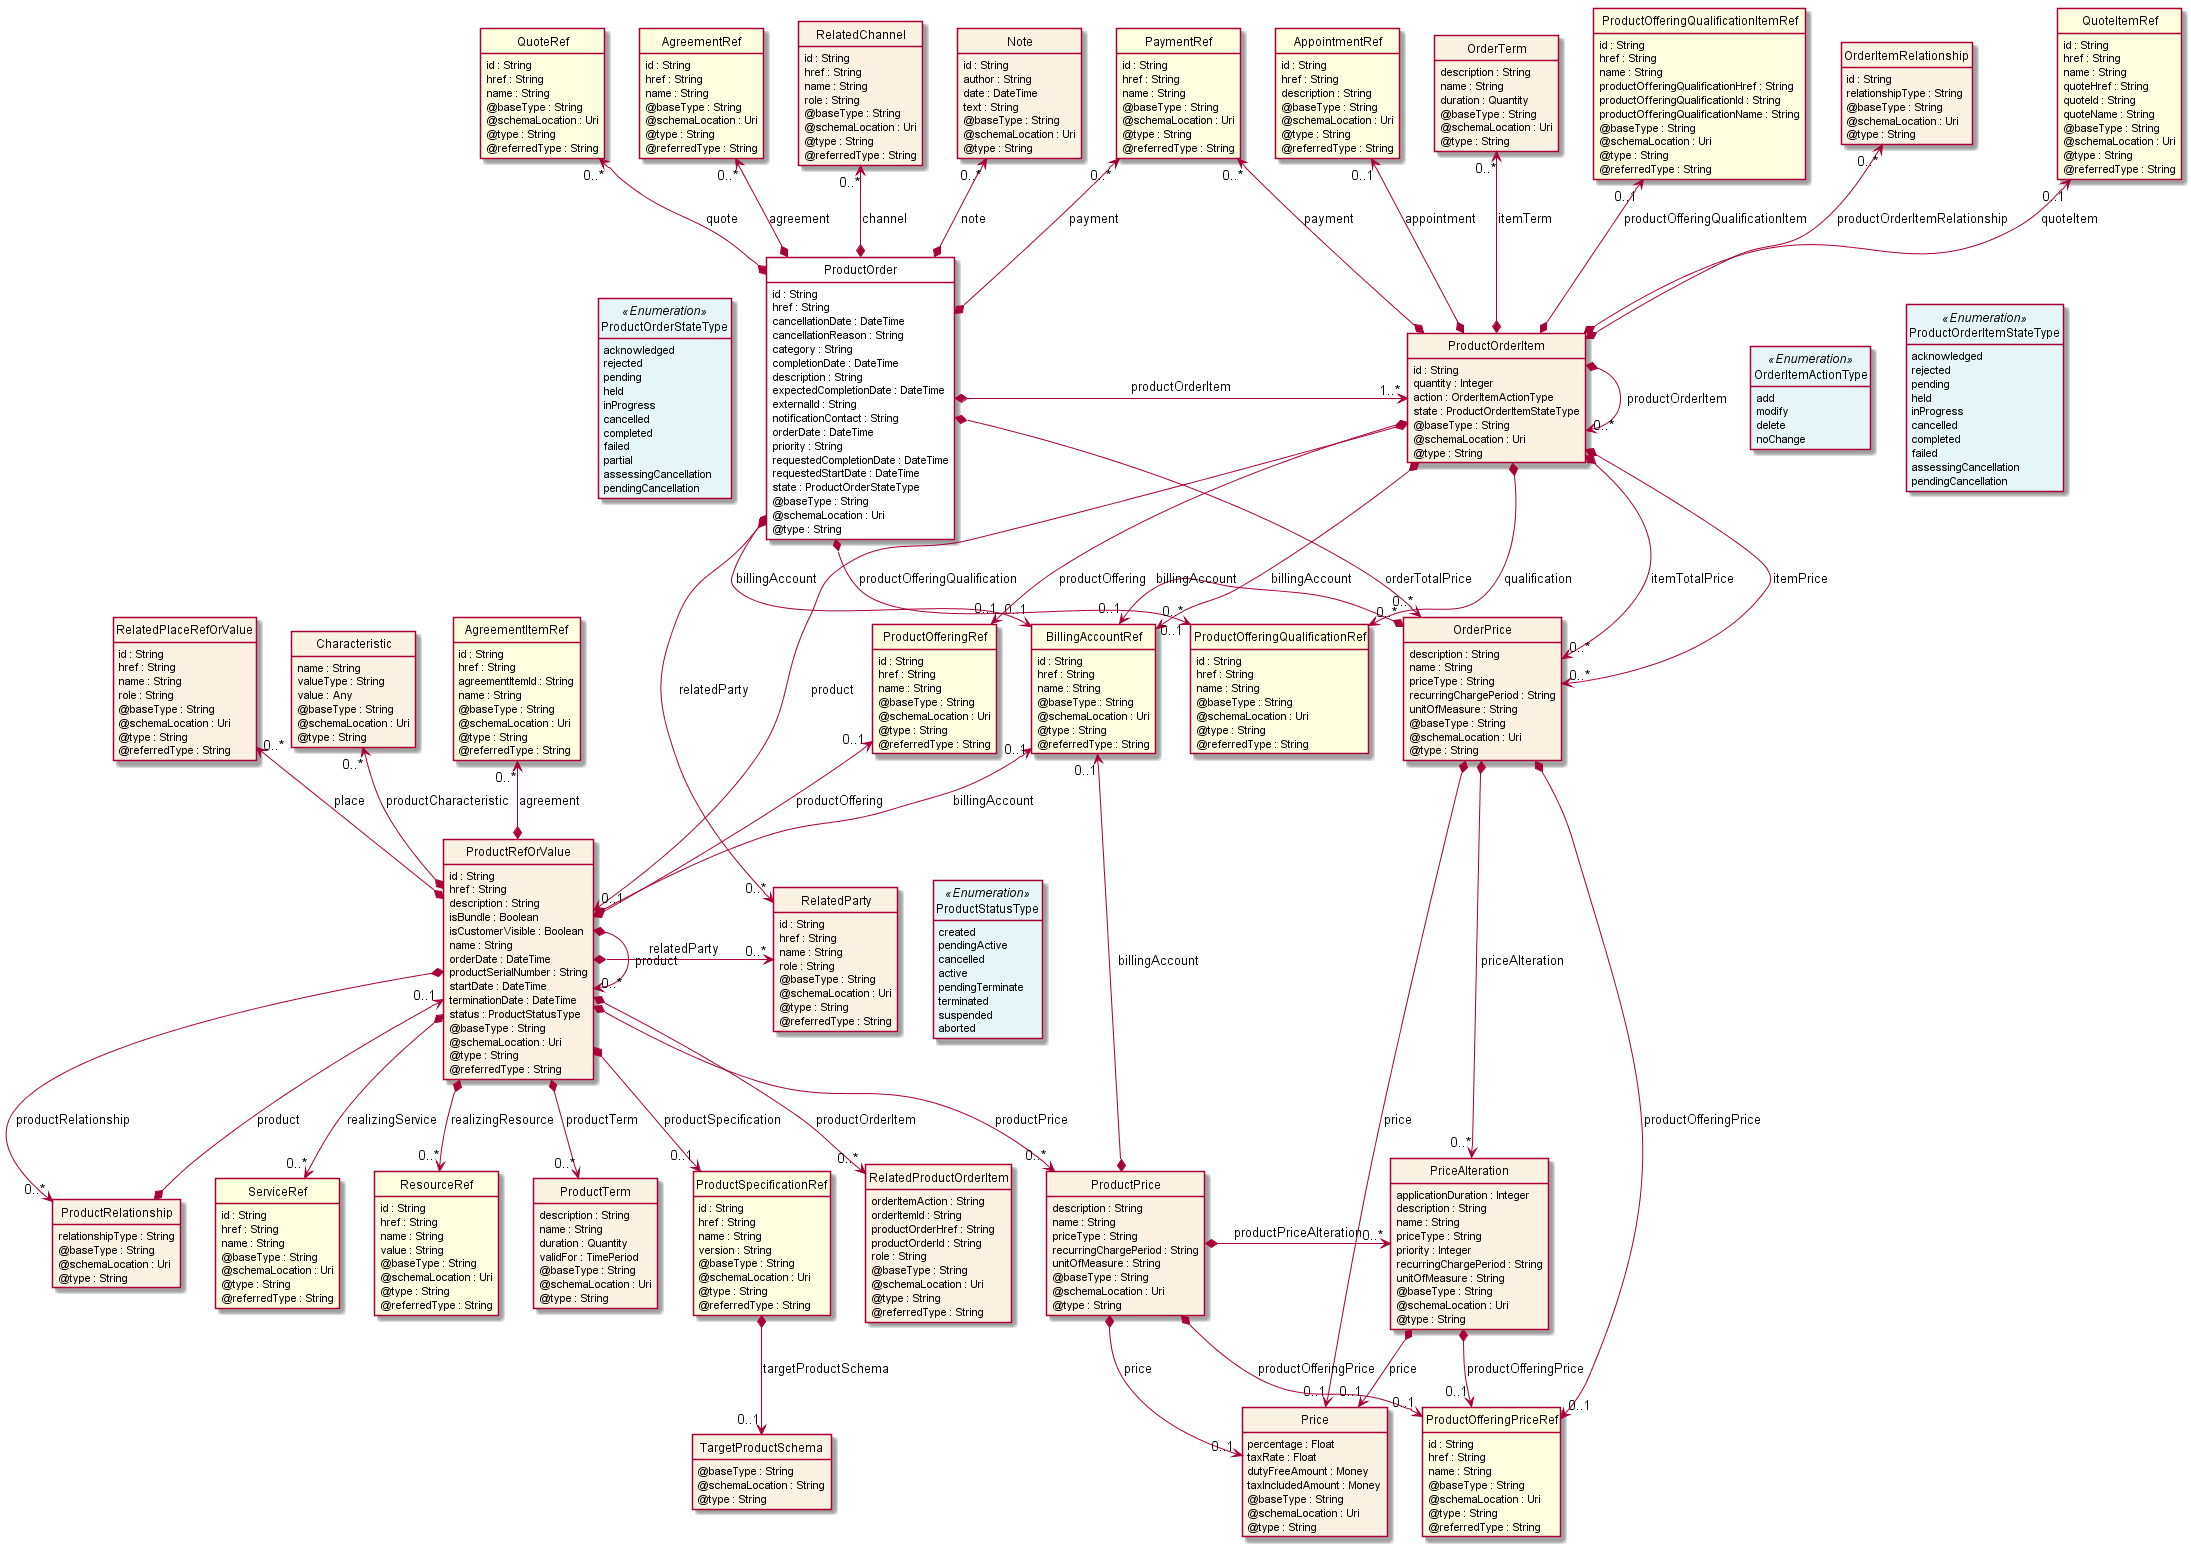 QuoteRef
id : String
href : String
name : String
@baseType : String
@schemaLocation : Uri
@type : String
@referredType : String
AgreementRef
id : String
href : String
name : String
@baseType : String
@schemaLocation : Uri
@type : String
@referredType : String
RelatedChannel
id : String
href : String
name : String
role : String
@baseType : String
@schemaLocation : Uri
@type : String
@referredType : String
Note
id : String
author : String
date : DateTime
text : String
@baseType : String
@schemaLocation : Uri
@type : String
PaymentRef
id : String
href : String
name : String
@baseType : String
@schemaLocation : Uri
@type : String
@referredType : String
AppointmentRef
id : String
href : String
description : String
@baseType : String
@schemaLocation : Uri
@type : String
@referredType : String
OrderTerm
description : String
name : String
duration : Quantity
@baseType : String
@schemaLocation : Uri
@type : String
ProductOfferingQualificationItemRef
id : String
href : String
name : String
productOfferingQualificationHref : String
productOfferingQualificationId : String
productOfferingQualificationName : String
@baseType : String
@schemaLocation : Uri
@type : String
@referredType : String
OrderItemRelationship
id : String
relationshipType : String
@baseType : String
@schemaLocation : Uri
@type : String
QuoteItemRef
id : String
href : String
name : String
quoteHref : String
quoteId : String
quoteName : String
@baseType : String
@schemaLocation : Uri
@type : String
@referredType : String
0..*
0..*
0..*
0..*
0..*
0..*
0..1
0..*
0..1
0..*
0..1
quote
agreement
channel
note
payment
payment
appointment
itemTerm
productOfferingQualificationItem
productOrderItemRelationship
quoteItem
«Enumeration»
ProductOrderStateType
acknowledged
rejected
pending
held
inProgress
cancelled
completed
failed
partial
assessingCancellation
pendingCancellation
ProductOrder
id : String
href : String
cancellationDate : DateTime
cancellationReason : String
category : String
completionDate : DateTime
description : String
expectedCompletionDate : DateTime
externalId : String
notificationContact : String
orderDate : DateTime
priority : String
requestedCompletionDate : DateTime
requestedStartDate : DateTime
state : ProductOrderStateType
@baseType : String
@schemaLocation : Uri
@type : String
productOrderItem
1..*
ProductOrderItem
id : String
quantity : Integer
action : OrderItemActionType
state : ProductOrderItemStateType
@baseType : String
@schemaLocation : Uri
@type : String
productOrderItem
0..*
«Enumeration»
OrderItemActionType
add
modify
delete
noChange
«Enumeration»
ProductOrderItemStateType
acknowledged
rejected
pending
held
inProgress
cancelled
completed
failed
assessingCancellation
pendingCancellation
billingAccount
productOfferingQualification
productOffering
billingAccount
billingAccount
orderTotalPrice
qualification
itemTotalPrice
itemPrice
0..1
0..1
0..1
0..*
0..1
0..*
0..*
0..*
0..*
RelatedPlaceRefOrValue
id : String
href : String
name : String
role : String
@baseType : String
@schemaLocation : Uri
@type : String
@referredType : String
Characteristic
name : String
valueType : String
value : Any
@baseType : String
@schemaLocation : Uri
@type : String
AgreementItemRef
id : String
href : String
agreementItemId : String
name : String
@baseType : String
@schemaLocation : Uri
@type : String
@referredType : String
relatedParty
product
ProductOfferingRef
id : String
href : String
name : String
@baseType : String
@schemaLocation : Uri
@type : String
@referredType : String
BillingAccountRef
id : String
href : String
name : String
@baseType : String
@schemaLocation : Uri
@type : String
@referredType : String
ProductOfferingQualificationRef
id : String
href : String
name : String
@baseType : String
@schemaLocation : Uri
@type : String
@referredType : String
OrderPrice
description : String
name : String
priceType : String
recurringChargePeriod : String
unitOfMeasure : String
@baseType : String
@schemaLocation : Uri
@type : String
0..*
0..*
0..*
0..1
0..1
0..1
place
productCharacteristic
agreement
productOffering
billingAccount
ProductRefOrValue
id : String
href : String
description : String
isBundle : Boolean
isCustomerVisible : Boolean
name : String
orderDate : DateTime
productSerialNumber : String
startDate : DateTime
terminationDate : DateTime
status : ProductStatusType
@baseType : String
@schemaLocation : Uri
@type : String
@referredType : String
0..1
relatedParty
product
0..*
0..*
0..*
0..1
RelatedParty
id : String
href : String
name : String
role : String
@baseType : String
@schemaLocation : Uri
@type : String
@referredType : String
«Enumeration»
ProductStatusType
created
pendingActive
cancelled
active
pendingTerminate
terminated
suspended
aborted
billingAccount
priceAlteration
productRelationship
product
realizingService
realizingResource
productTerm
productSpecification
productOrderItem
productPrice
price
productOfferingPrice
0..*
0..*
0..*
0..*
0..1
0..*
0..*
0..*
ProductRelationship
relationshipType : String
@baseType : String
@schemaLocation : Uri
@type : String
ServiceRef
id : String
href : String
name : String
@baseType : String
@schemaLocation : Uri
@type : String
@referredType : String
ResourceRef
id : String
href : String
name : String
value : String
@baseType : String
@schemaLocation : Uri
@type : String
@referredType : String
ProductTerm
description : String
name : String
duration : Quantity
validFor : TimePeriod
@baseType : String
@schemaLocation : Uri
@type : String
ProductSpecificationRef
id : String
href : String
name : String
version : String
@baseType : String
@schemaLocation : Uri
@type : String
@referredType : String
RelatedProductOrderItem
orderItemAction : String
orderItemId : String
productOrderHref : String
productOrderId : String
role : String
@baseType : String
@schemaLocation : Uri
@type : String
@referredType : String
ProductPrice
description : String
name : String
priceType : String
recurringChargePeriod : String
unitOfMeasure : String
@baseType : String
@schemaLocation : Uri
@type : String
productPriceAlteration
0..*
PriceAlteration
applicationDuration : Integer
description : String
name : String
priceType : String
priority : Integer
recurringChargePeriod : String
unitOfMeasure : String
@baseType : String
@schemaLocation : Uri
@type : String
targetProductSchema
price
productOfferingPrice
price
productOfferingPrice
0..1
0..1
0..1
0..1
0..1
0..1
0..1
TargetProductSchema
@baseType : String
@schemaLocation : String
@type : String
Price
percentage : Float
taxRate : Float
dutyFreeAmount : Money
taxIncludedAmount : Money
@baseType : String
@schemaLocation : Uri
@type : String
ProductOfferingPriceRef
id : String
href : String
name : String
@baseType : String
@schemaLocation : Uri
@type : String
@referredType : String